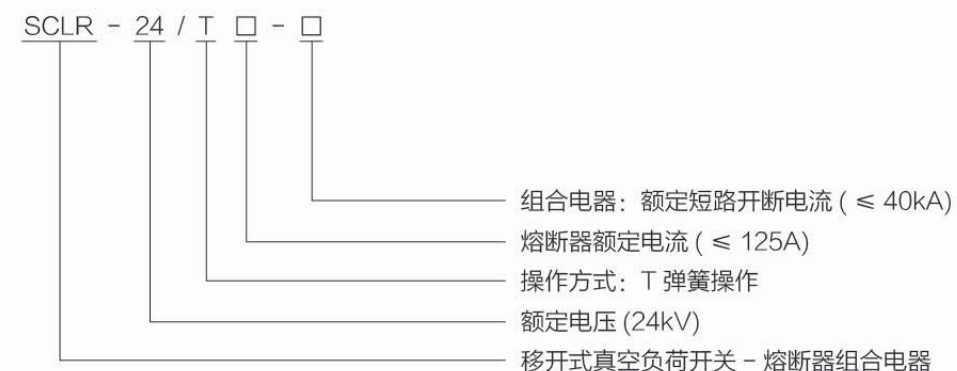 SCLR - 24 / T □ - □
组合电器：额定短路开断电流 ( ≤ 40kA)
熔断器额定电流 ( ≤ 125A)
操作方式：T 弹簧操作
额定电压 (24kV)
移开式真空负荷开关 - 熔断器组合电器